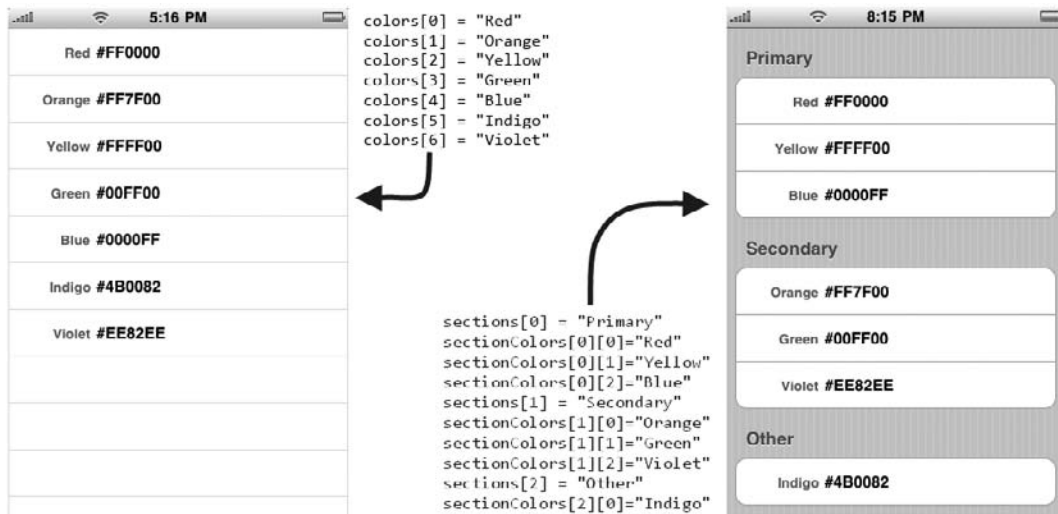 5:16 PM
Red #FF0000
Orange #FF7F00
Yellow #FFFF00
Green #00FF00
Blue #0000FF
Indigo #4B0082
Violet #EE82EE
colors[0] = "Red"
colors[1] = "Orange"
colors[2] = "Yellow"
colors[3] = "Green"
colors[4] = "Blue"
colors[5] = "Indigo"
colors[6] = "Violet"
sections[0] = "Primary"
sectionColors[0][0]="Red"
sectionColors[0][1]="Yellow"
sectionColors[0][2]="Blue"
sections[1] = "Secondary"
sectionColors[1][0]="Orange"
sectionColors[1][1]="Green"
sectionColors[1][2]="Violet"
sections[2] = "Other"
sectionColors[2][0]="Indigo"
8:15 PM
Primary
Red #FF0000
Yellow #FFFF00
Blue #0000FF
Secondary
Orange #FF7F00
Green #00FF00
Violet #EE82EE
Other
Indigo #4B0082